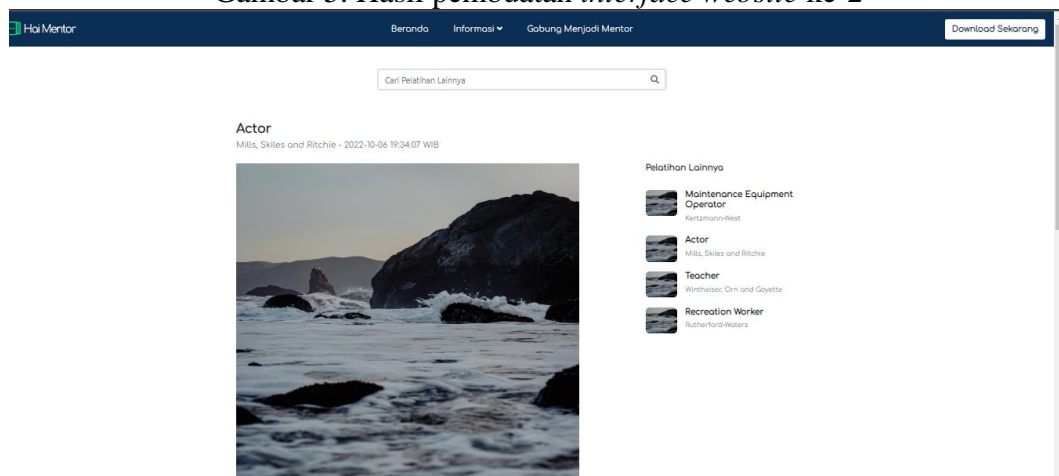 Gambar 3. Hasil pembuatan interface website ke-2
Hai Mentor
Beranda
Informasi
Gabung Menjadi Mentor
Download Sekarang
Cari Pelatihan Lainnya
Actor
Mills, Skiles and Ritchie - 2022-10-06 19:34:07 WIB
Pelatihan Lainnya
Maintenance Equipment
Operator
Kertzmann-West
Actor
Mills, Skiles and Ritchie
Teacher
Wintheiser, Orn and Goyette
Recreation Worker
Rutherford-Waters